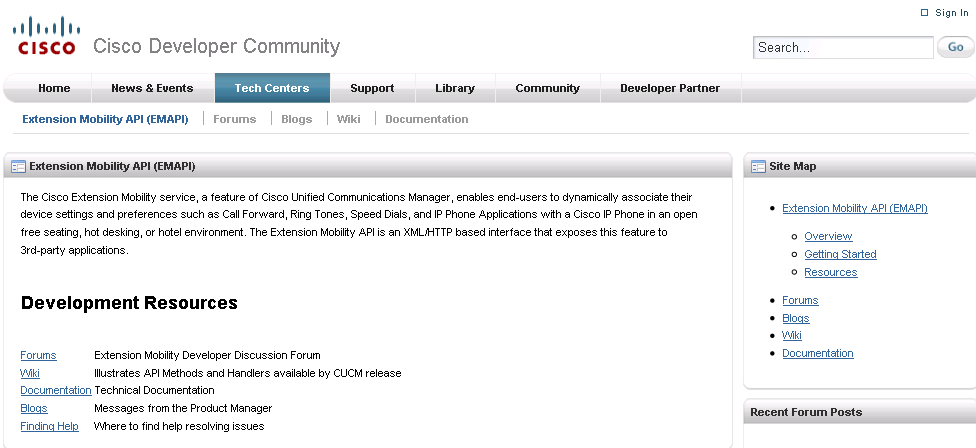 Sign In
CISCO
Cisco Developer Community
Search...
Go
Home
News & Events
Tech Centers
Support
Library
Community
Developer Partner
Extension Mobility API (EMAPI)
Forums
Blogs
Wiki
Documentation
Extension Mobility API (EMAPI)
The Cisco Extension Mobility service, a feature of Cisco Unified Communications Manager, enables end-users to dynamically associate their
device settings and preferences such as Call Forward, Ring Tones, Speed Dials, and IP Phone Applications with a Cisco IP Phone in an open
free seating, hot desking, or hotel environment. The Extension Mobility API is an XML/HTTP based interface that exposes this feature to
3rd-party applications.
Development Resources
Forums Extension Mobility Developer Discussion Forum
Wiki Illustrates API Methods and Handlers available by CUCM release
Documentation Technical Documentation
Blogs Messages from the Product Manager
Finding Help Where to find help resolving issues
Site Map
Extension Mobility API (EMAPI)
Overview
Getting Started
Resources
Forums
Blogs
Wiki
Documentation
Recent Forum Posts